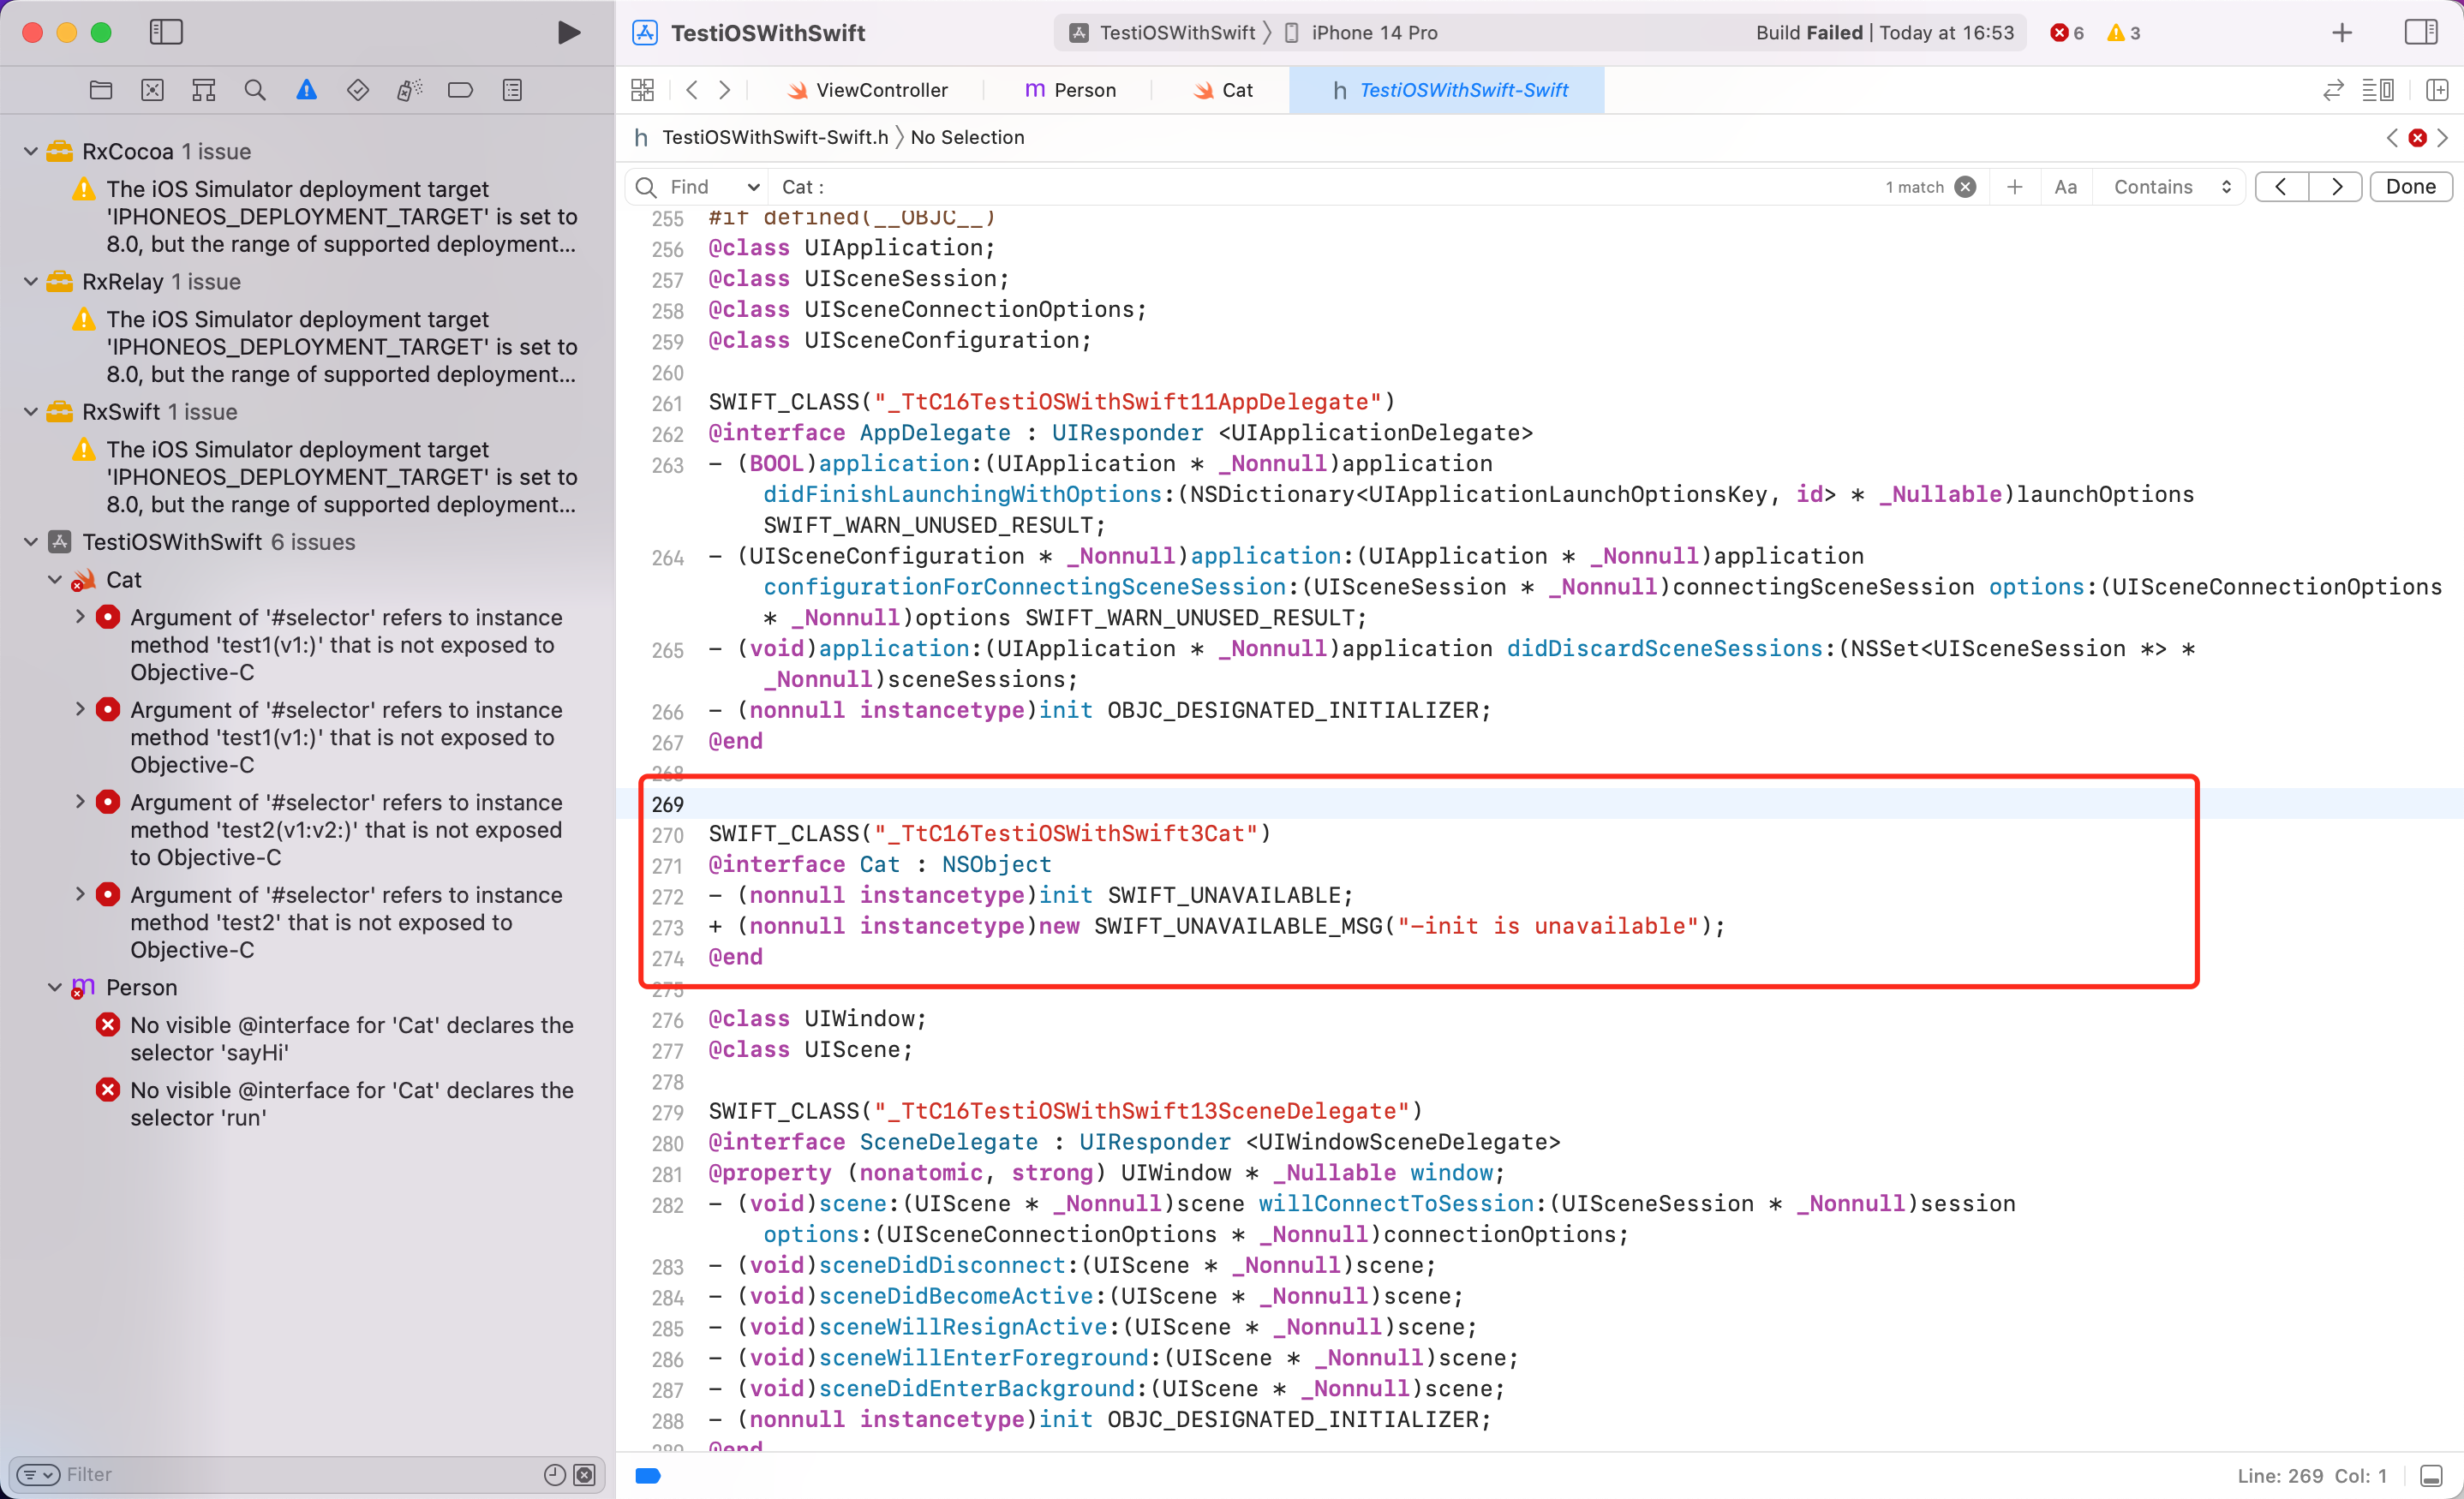 TestiOSWithSwift
TestiOSWithSwift 〉 iPhone 14 Pro
Build Failed | Today at 16:53
6
3
ViewController
m Person
Cat
h TestiOSWithSwift-Swift
h TestiOSWithSwift-Swift.h 〉 No Selection
Find
Cat :
1 match
Aa
Contains
Done
RxCocoa 1 issue
The iOS Simulator deployment target
'IPHONEOS_DEPLOYMENT_TARGET' is set to
8.0, but the range of supported deployment...
RxRelay 1 issue
The iOS Simulator deployment target
'IPHONEOS_DEPLOYMENT_TARGET' is set to
8.0, but the range of supported deployment...
RxSwift 1 issue
The iOS Simulator deployment target
'IPHONEOS_DEPLOYMENT_TARGET' is set to
8.0, but the range of supported deployment...
TestiOSWithSwift 6 issues
Cat
Argument of '#selector' refers to instance
method 'test1(v1:)' that is not exposed to
Objective-C
Argument of '#selector' refers to instance
method 'test1(v1:)' that is not exposed to
Objective-C
Argument of '#selector' refers to instance
method 'test2(v1:v2:)' that is not exposed
to Objective-C
Argument of '#selector' refers to instance
method 'test2' that is not exposed to
Objective-C
m Person
No visible @interface for 'Cat' declares the
selector 'sayHi'
No visible @interface for 'Cat' declares the
selector 'run'
Filter
255 #if defined(__OBJC__)
256 @class UIApplication;
257 @class UISceneSession;
258 @class UISceneConnectionOptions;
259 @class UISceneConfiguration;
260
261 SWIFT_CLASS("_TtC16TestiOSWithSwift11AppDelegate")
262 @interface AppDelegate : UIResponder <UIApplicationDelegate>
263 - (BOOL)application:(UIApplication * _Nonnull)application
didFinishLaunchingWithOptions:(NSDictionary<UIApplicationLaunchOptionsKey, id> * _Nullable)launchOptions
SWIFT_WARN_UNUSED_RESULT;
264 - (UISceneConfiguration * _Nonnull)application:(UIApplication * _Nonnull)application
configurationForConnectingSceneSession:(UISceneSession * _Nonnull)connectingSceneSession options:(UISceneConnectionOptions
* _Nonnull)options SWIFT_WARN_UNUSED_RESULT;
265 - (void)application:(UIApplication * _Nonnull)application didDiscardSceneSessions:(NSSet<UISceneSession *> *
_Nonnull)sceneSessions;
266 - (nonnull instancetype)init OBJC_DESIGNATED_INITIALIZER;
267 @end
268
269
270 SWIFT_CLASS("_TtC16TestiOSWithSwift3Cat")
271 @interface Cat : NSObject
272 - (nonnull instancetype)init SWIFT_UNAVAILABLE;
273 + (nonnull instancetype)new SWIFT_UNAVAILABLE_MSG("-init is unavailable");
274 @end
275
276 @class UIWindow;
277 @class UIScene;
278
279 SWIFT_CLASS("_TtC16TestiOSWithSwift13SceneDelegate")
280 @interface SceneDelegate : UIResponder <UIWindowSceneDelegate>
281 @property (nonatomic, strong) UIWindow * _Nullable window;
282 - (void)scene:(UIScene * _Nonnull)scene willConnectToSession:(UISceneSession * _Nonnull)session
options:(UISceneConnectionOptions * _Nonnull)connectionOptions;
283 - (void)sceneDidDisconnect:(UIScene * _Nonnull)scene;
284 - (void)sceneDidBecomeActive:(UIScene * _Nonnull)scene;
285 - (void)sceneWillResignActive:(UIScene * _Nonnull)scene;
286 - (void)sceneWillEnterForeground:(UIScene * _Nonnull)scene;
287 - (void)sceneDidEnterBackground:(UIScene * _Nonnull)scene;
288 - (nonnull instancetype)init OBJC_DESIGNATED_INITIALIZER;
289 @end
Line: 269 Col: 1